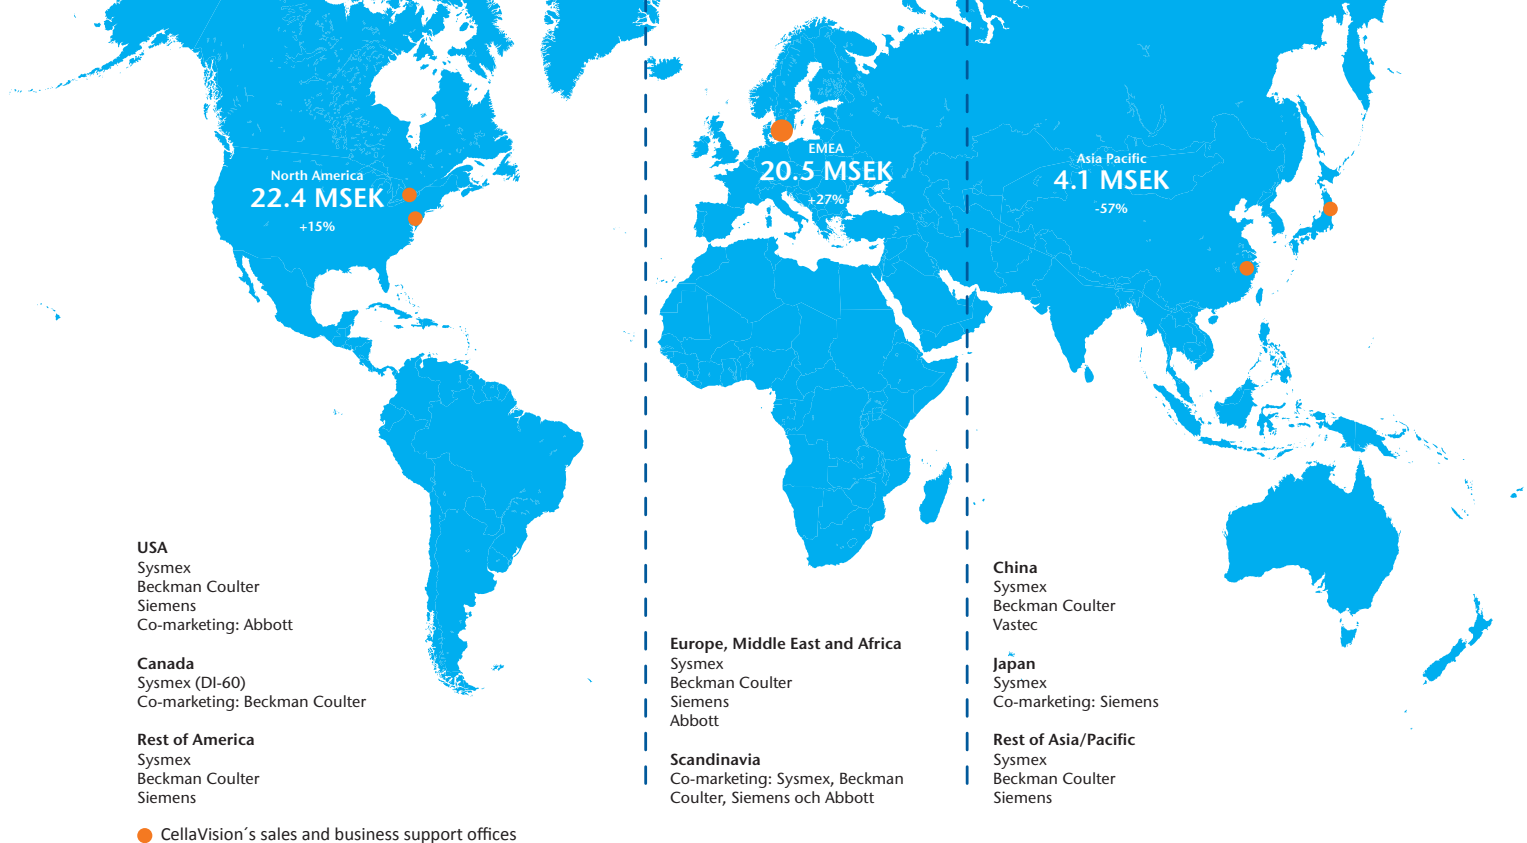 North America
22.4 MSEK
+15%
EMEA
20.5 MSEK
+27%
Asia Pacific
4.1 MSEK
-57%
USA
Sysmex
Beckman Coulter
Siemens
Co-marketing: Abbott
Canada
Sysmex (DI-60)
Co-marketing: Beckman Coulter
Rest of America
Sysmex
Beckman Coulter
Siemens
Europe, Middle East and Africa
Sysmex
Beckman Coulter
Siemens
Abbott
Scandinavia
Co-marketing: Sysmex, Beckman
Coulter, Siemens och Abbott
China
Sysmex
Beckman Coulter
Vastec
Japan
Sysmex
Co-marketing: Siemens
Rest of Asia/Pacific
Sysmex
Beckman Coulter
Siemens
CellaVision´s sales and business support offices